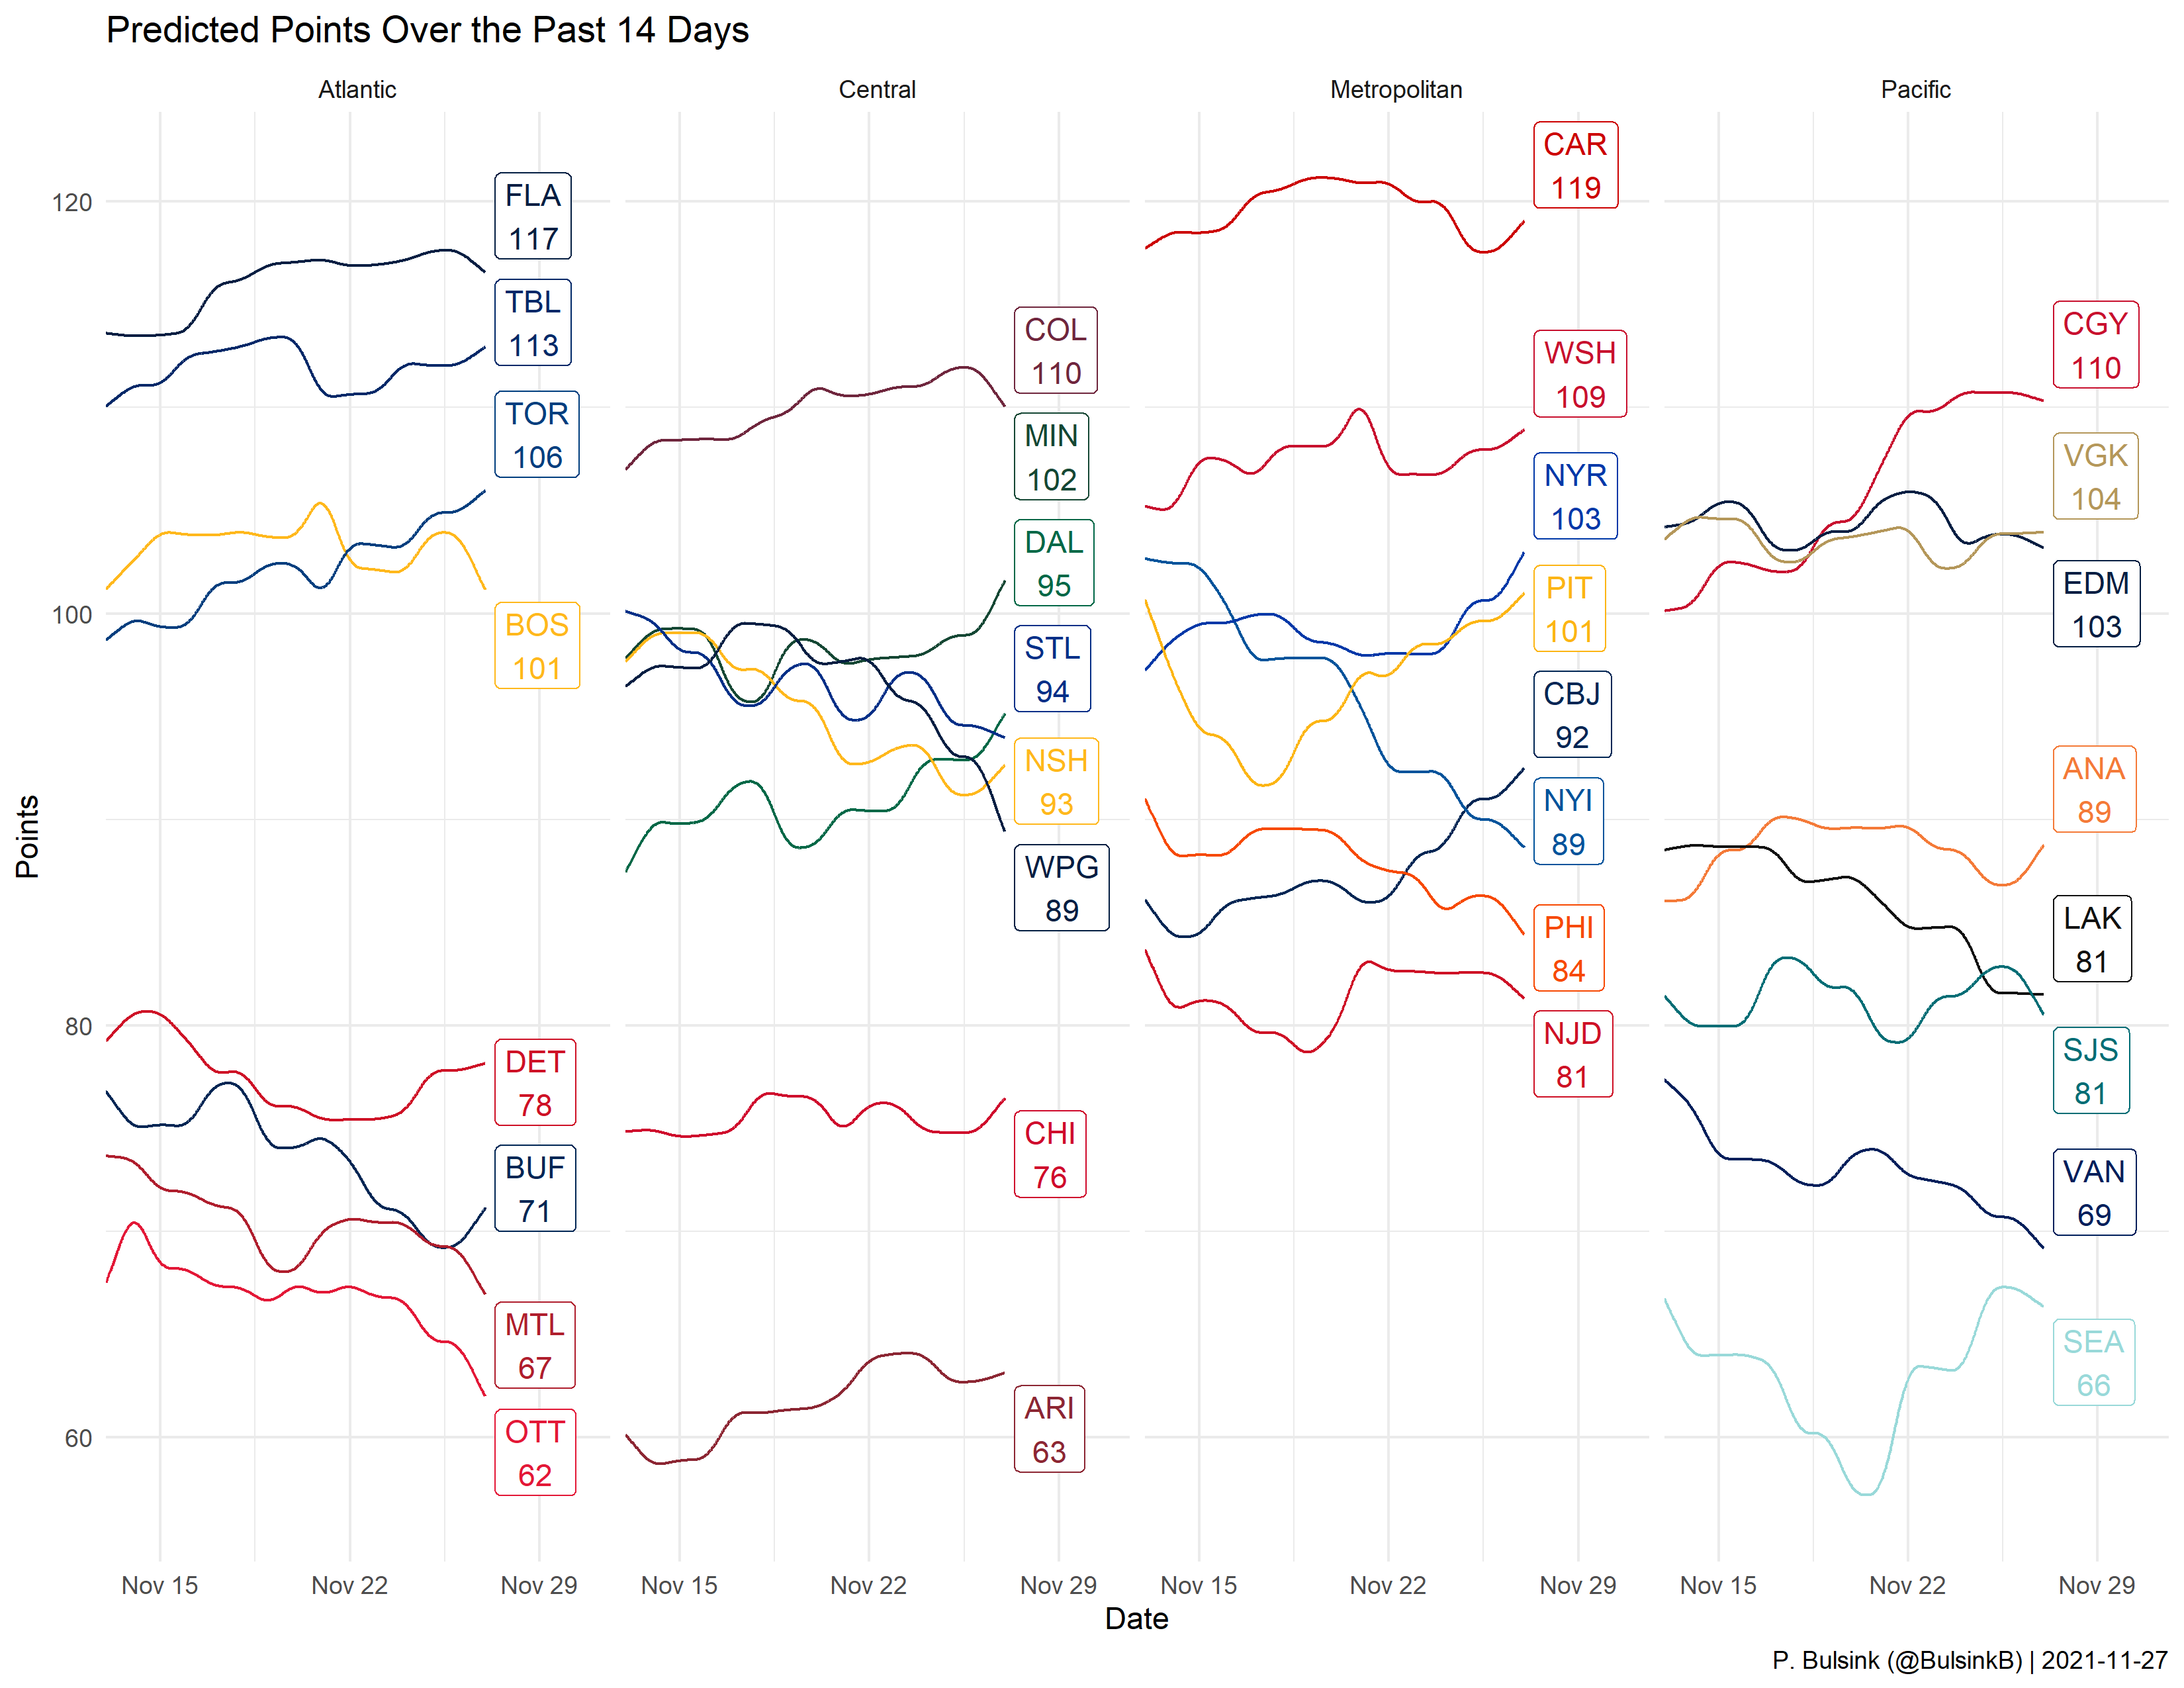 Predicted Points Over the Past 14 Days
Atlantic
Central
Metropolitan
Pacific
Points
120
100
80
60
FLA
117
TBL
113
TOR
106
BOS
101
DET
78
BUF
71
MTL
67
OTT
62
COL
110
MIN
102
DAL
95
STL
94
NSH
93
WPG
89
CHI
76
ARI
63
CAR
119
WSH
109
NYR
103
PIT
101
CBJ
92
NYI
89
PHI
84
NJD
81
CGY
110
VGK
104
EDM
103
ANA
89
LAK
81
SJS
81
VAN
69
SEA
66
Nov 15 Nov 22 Nov 29
Nov 15 Nov 22 Nov 29
Nov 15 Nov 22 Nov 29
Nov 15 Nov 22 Nov 29
Date
P. Bulsink (@BulsinkB) | 2021-11-27